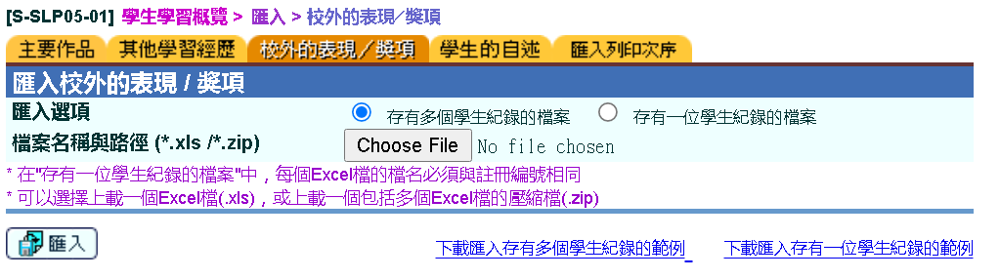 [S-SLP05-01] 學生學習概覽 > 匯入 > 校外的表現／獎項
主要作品 其他學習經歷 校外的表現／獎項 學生的自述 匯入列印次序
匯入校外的表現 / 獎項
匯入選項 存有多個學生紀錄的檔案 存有一位學生紀錄的檔案
檔案名稱與路徑 (*.xls /*.zip) Choose File No file chosen
* 在"存有一位學生紀錄的檔案"中，每個Excel檔的檔名必須與註冊編號相同
* 可以選擇上載一個Excel檔(.xls)，或上載一個包括多個Excel檔的壓縮檔(.zip)
匯入 下載匯入存有多個學生紀錄的範例 下載匯入存有一位學生紀錄的範例